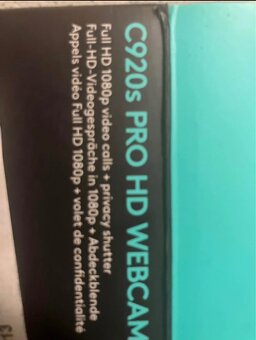 C920s PRO HD WEBCAM
Full HD 1080p video calls + privacy shutter
Full-HD-Videogespräche in 1080p + Abdeckblende
Appels vidéo Full HD 1080p + volet de confidentialité
13